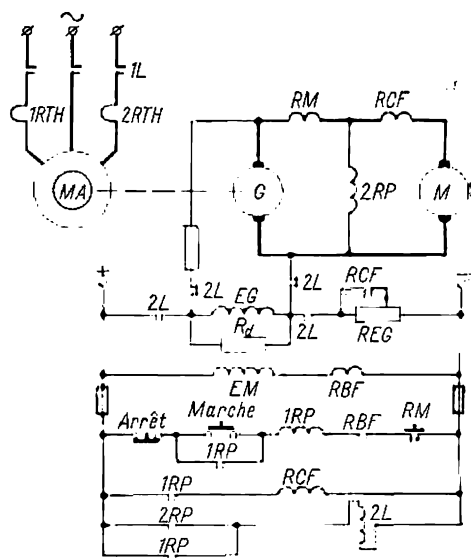 ~
1L
1RTH 2RTH
RM RCF
MA G 2RP M
+ −
2L 2L EG 2L RCF
Rd 2L REG
EM RBF
Arrêt Marche 1RP RBF RM
1RP
1RP RCF
2RP 2L
1RP